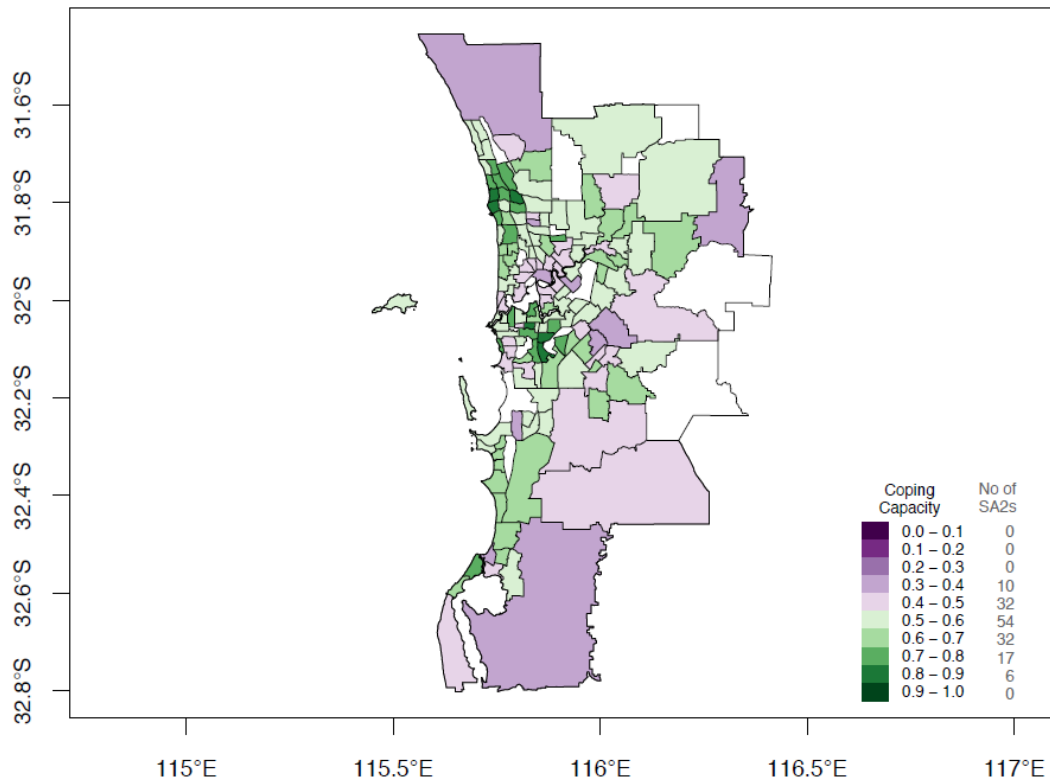 31.6°S
31.8°S
32°S
32.2°S
32.4°S
32.6°S
32.8°S
115°E
115.5°E
116°E
116.5°E
117°E
Coping Capacity
No of SA2s
0.0 – 0.1 0
0.1 – 0.2 0
0.2 – 0.3 0
0.3 – 0.4 10
0.4 – 0.5 32
0.5 – 0.6 54
0.6 – 0.7 32
0.7 – 0.8 17
0.8 – 0.9 6
0.9 – 1.0 0